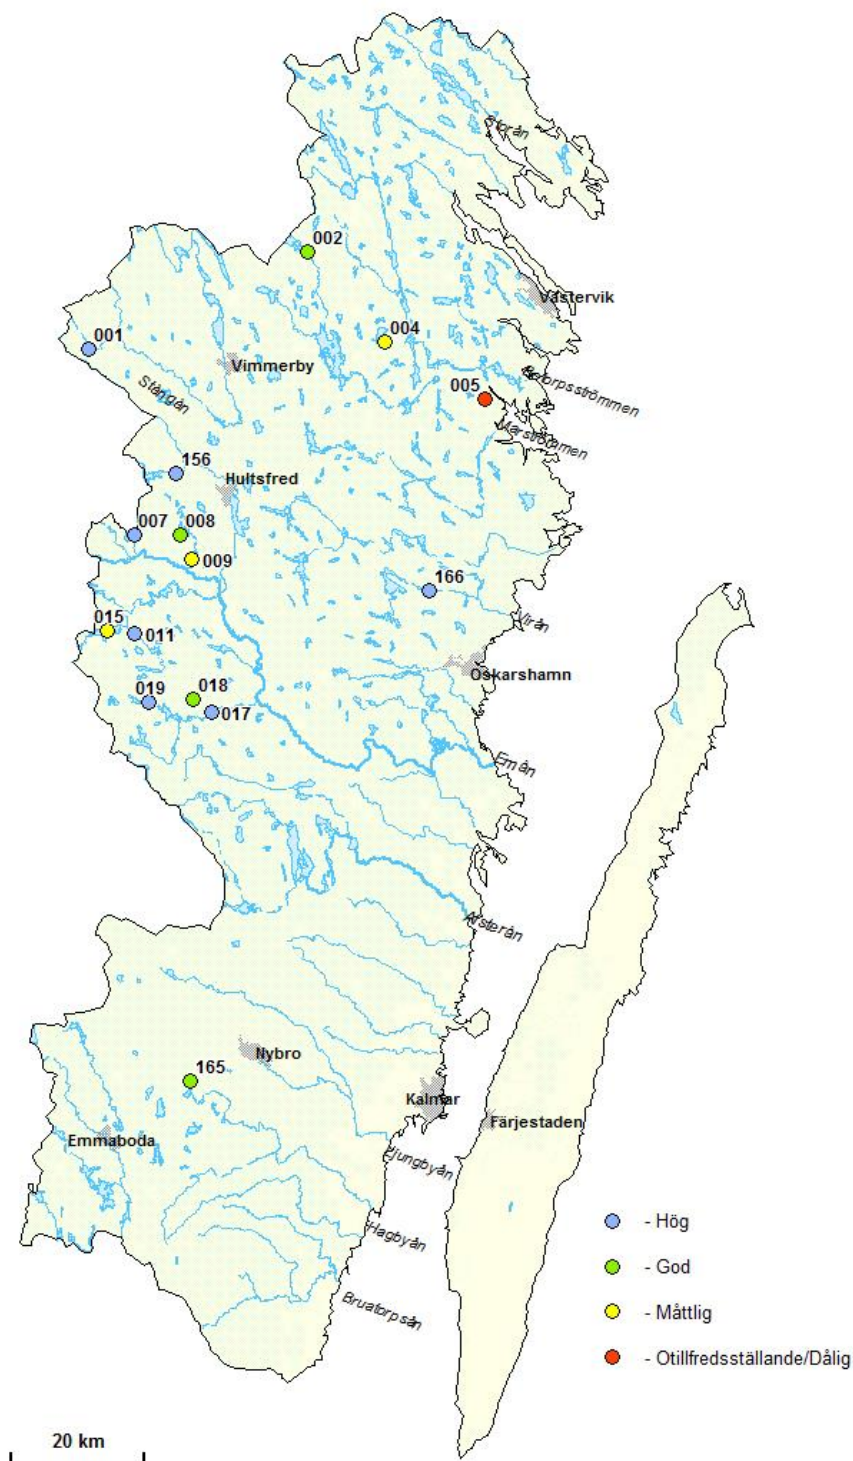 Storån
002
Västervik
001
004
Vimmerby
005
Botorpsströmmen
Stångån
Marströmmen
156
Hultsfred
007
008
009
166
015
011
Virån
Oskarshamn
019
018
017
Emån
Alsterån
Nybro
165
Kalmar
Färjestaden
Emmaboda
Ljungbyån
- Hög
Hagbyån
- God
Bruatorpsån
- Måttlig
- Otillfredsställande/Dålig
20 km